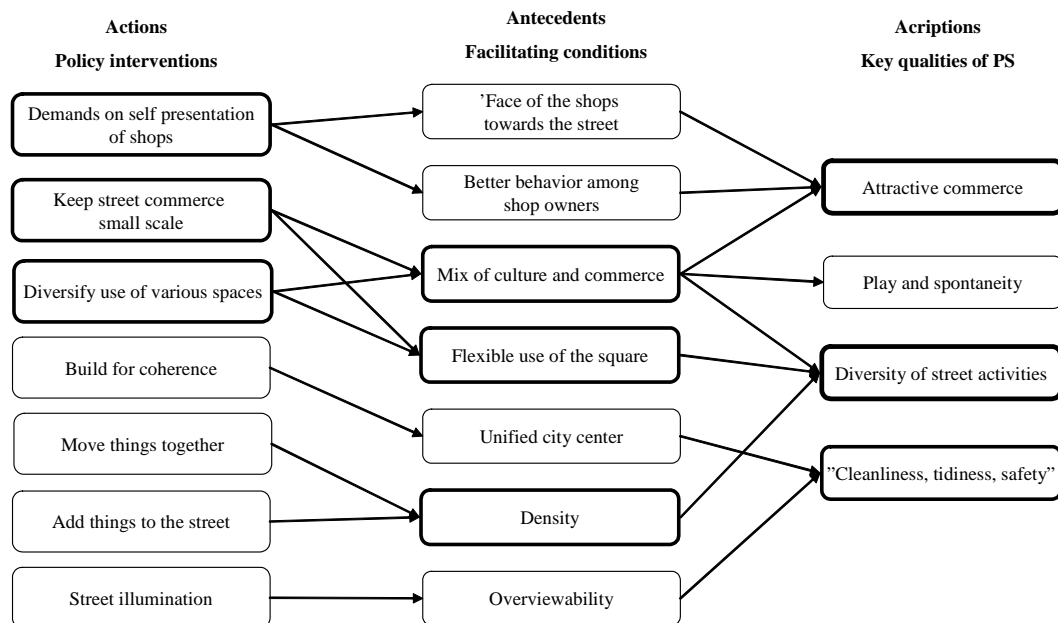 Actions
Policy interventions
Demands on self presentation
of shops
Keep street commerce
small scale
Diversify use of various spaces
Build for coherence
Move things together
Add things to the street
Street illumination
Antecedents
Facilitating conditions
’Face of the shops
towards the street
Better behavior among
shop owners
Mix of culture and commerce
Flexible use of the square
Unified city center
Density
Overviewability
Acriptions
Key qualities of PS
Attractive commerce
Play and spontaneity
Diversity of street activities
”Cleanliness, tidiness, safety”